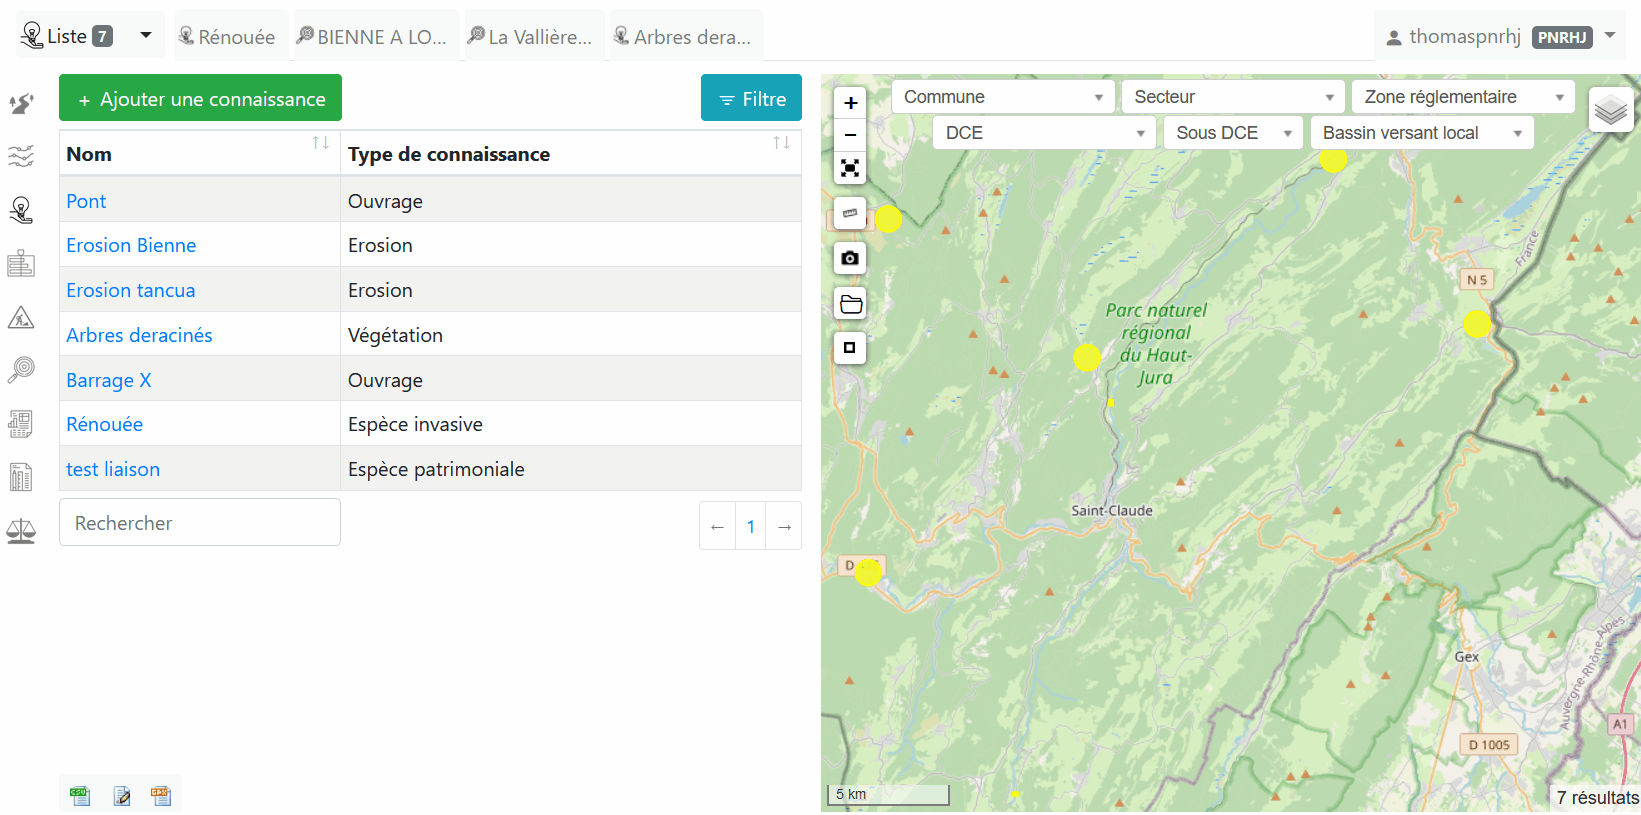 Liste 7
Rénouée
BIENNE A LO...
La Vallière...
Arbres dera...
thomaspnrhj PNRHJ
+ Ajouter une connaissance
Filtre
Nom Type de connaissance
Pont Ouvrage
Erosion Bienne Erosion
Erosion tancua Erosion
Arbres deracinés Végétation
Barrage X Ouvrage
Rénouée Espèce invasive
test liaison Espèce patrimoniale
Rechercher
← 1 →
CSV
+
−
Commune
Secteur
Zone réglementaire
DCE
Sous DCE
Bassin versant local
France
N 5
Parc naturel
régional
du Haut-
Jura
Saint-Claude
D
Gex
Auvergne-Rhône-Alpes
A1
D 1005
5 km
7 résultats